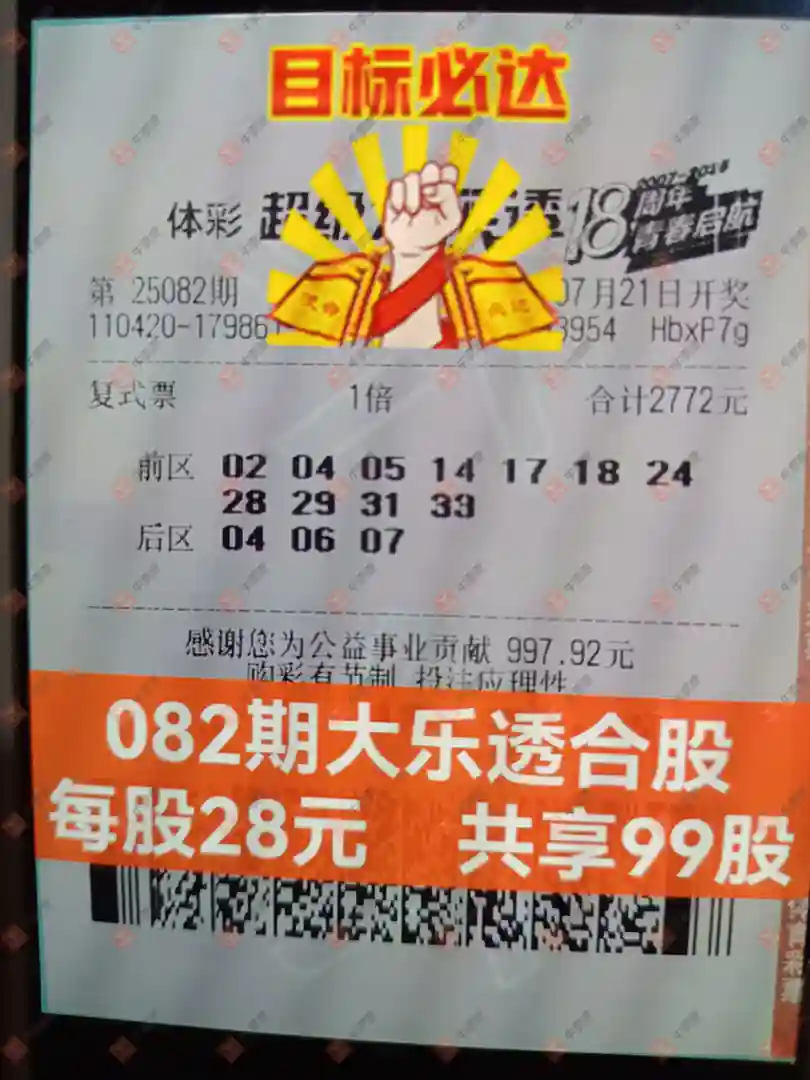 目标必达
体彩 超级 透 18周年
2007-2018 青春启航
第 25082期 07月21日开奖
110420-17986 3954 HbxP7g
复式票 1倍 合计2772元
前区 02 04 05 14 17 18 24
28 29 31 33
后区 04 06 07
感谢您为公益事业贡献 997.92元
购彩有节制 投注应理性
082期大乐透合股
每股28元 共享99股